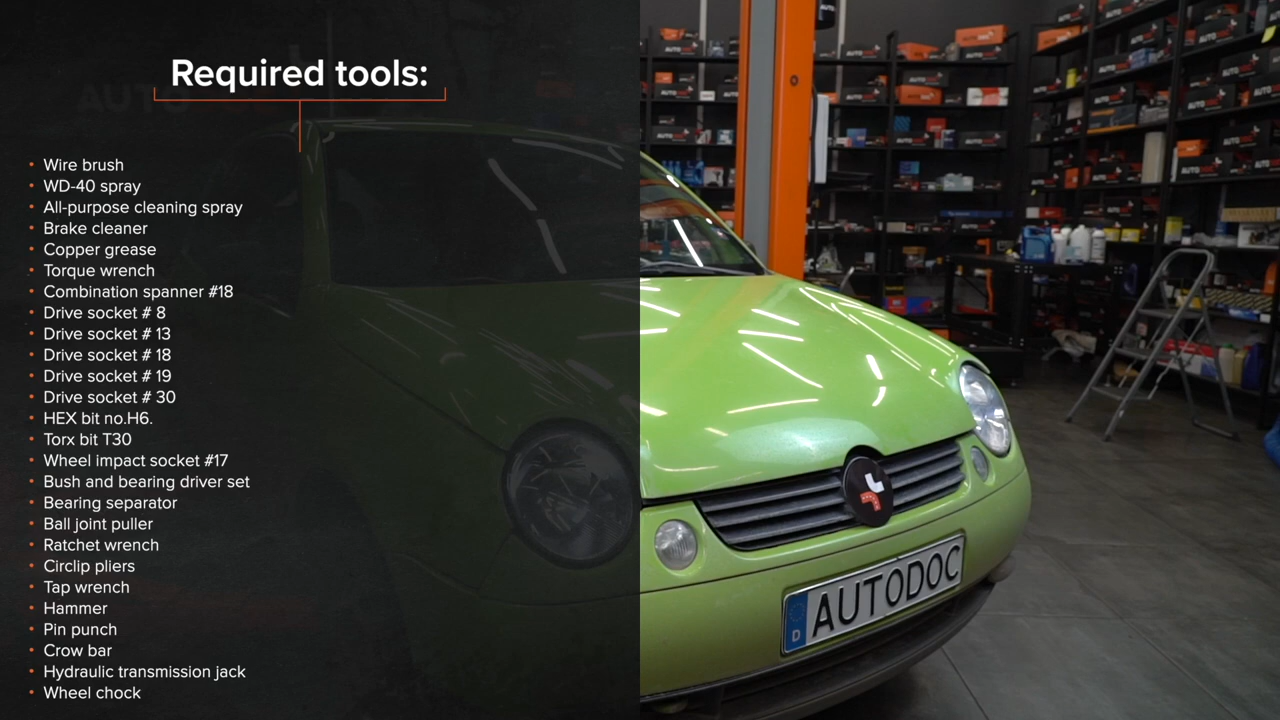 Required tools:
• Wire brush
• WD-40 spray
• All-purpose cleaning spray
• Brake cleaner
• Copper grease
• Torque wrench
• Combination spanner #18
• Drive socket # 8
• Drive socket # 13
• Drive socket # 18
• Drive socket # 19
• Drive socket # 30
• HEX bit no.H6.
• Torx bit T30
• Wheel impact socket #17
• Bush and bearing driver set
• Bearing separator
• Ball joint puller
• Ratchet wrench
• Circlip pliers
• Tap wrench
• Hammer
• Pin punch
• Crow bar
• Hydraulic transmission jack
• Wheel chock
D AUTODOC